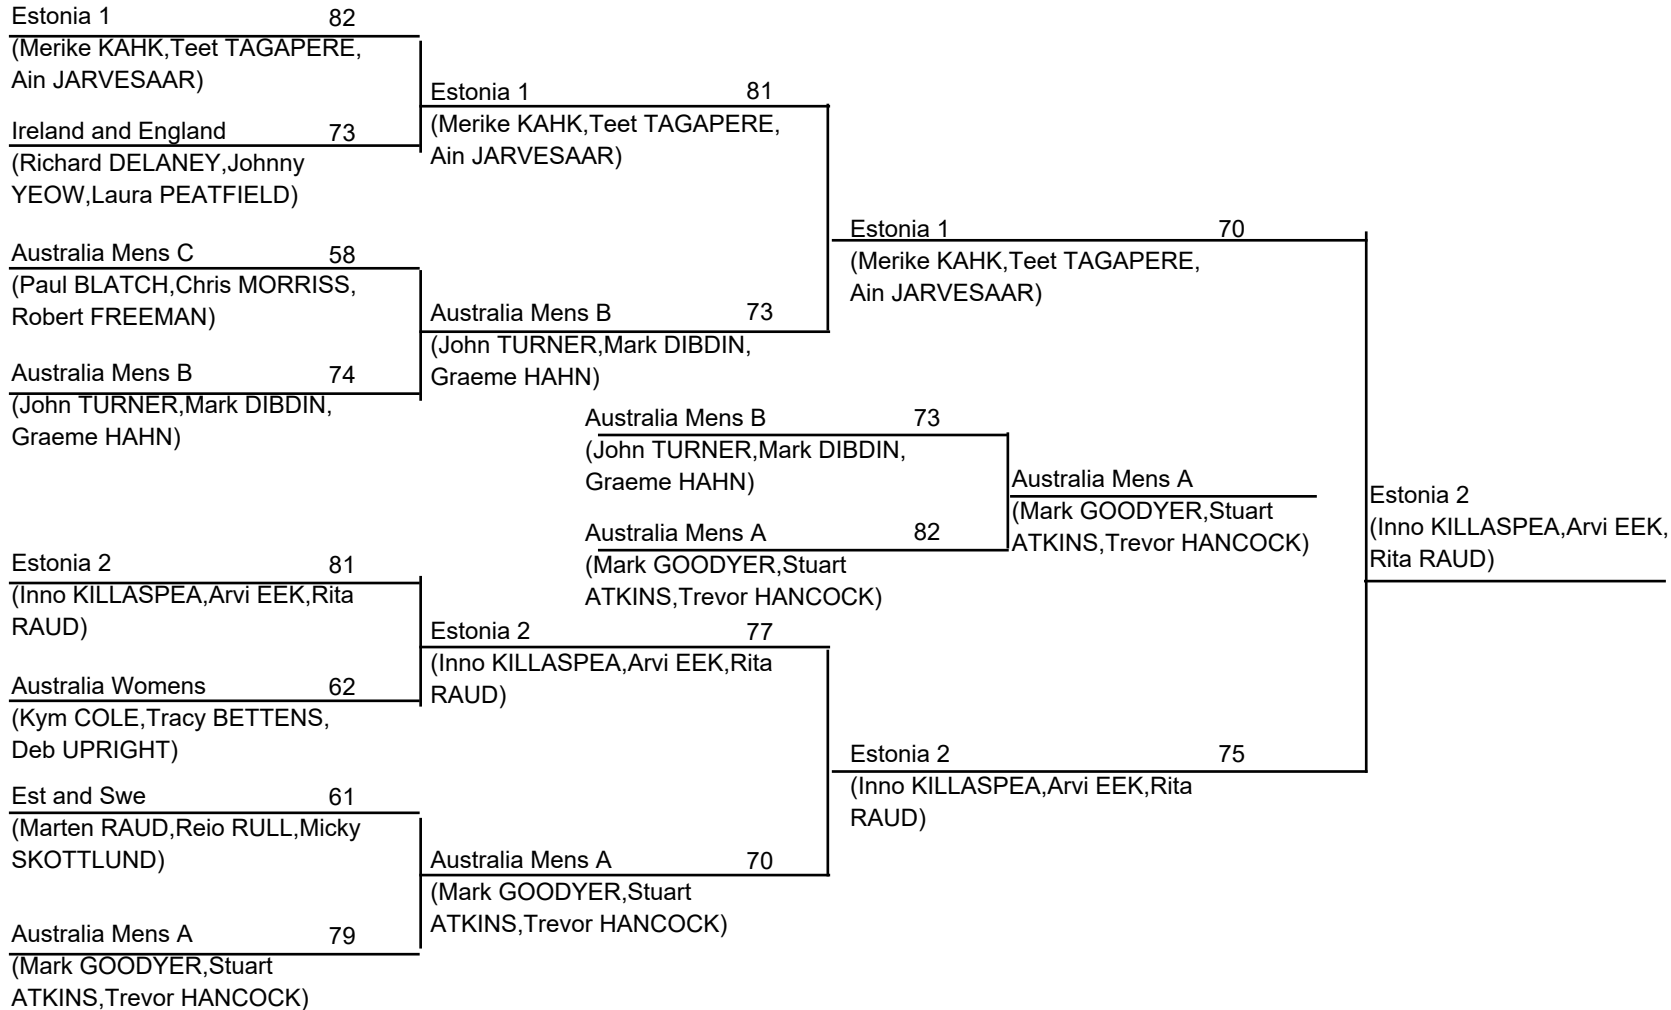 Estonia 1 82
(Merike KAHK,Teet TAGAPERE,
Ain JARVESAAR)
Ireland and England 73
(Richard DELANEY,Johnny
YEOW,Laura PEATFIELD)
Australia Mens C 58
(Paul BLATCH,Chris MORRISS,
Robert FREEMAN)
Australia Mens B 74
(John TURNER,Mark DIBDIN,
Graeme HAHN)
Estonia 2 81
(Inno KILLASPEA,Arvi EEK,Rita
RAUD)
Australia Womens 62
(Kym COLE,Tracy BETTENS,
Deb UPRIGHT)
Est and Swe 61
(Marten RAUD,Reio RULL,Micky
SKOTTLUND)
Australia Mens A 79
(Mark GOODYER,Stuart
ATKINS,Trevor HANCOCK)
Estonia 1 81
(Merike KAHK,Teet TAGAPERE,
Ain JARVESAAR)
Australia Mens B 73
(John TURNER,Mark DIBDIN,
Graeme HAHN)
Estonia 2 77
(Inno KILLASPEA,Arvi EEK,Rita
RAUD)
Australia Mens A 70
(Mark GOODYER,Stuart
ATKINS,Trevor HANCOCK)
Australia Mens B 73
(John TURNER,Mark DIBDIN,
Graeme HAHN)
Australia Mens A 82
(Mark GOODYER,Stuart
ATKINS,Trevor HANCOCK)
Estonia 1 70
(Merike KAHK,Teet TAGAPERE,
Ain JARVESAAR)
Estonia 2 75
(Inno KILLASPEA,Arvi EEK,Rita
RAUD)
Australia Mens A
(Mark GOODYER,Stuart
ATKINS,Trevor HANCOCK)
Estonia 2
(Inno KILLASPEA,Arvi EEK,
Rita RAUD)